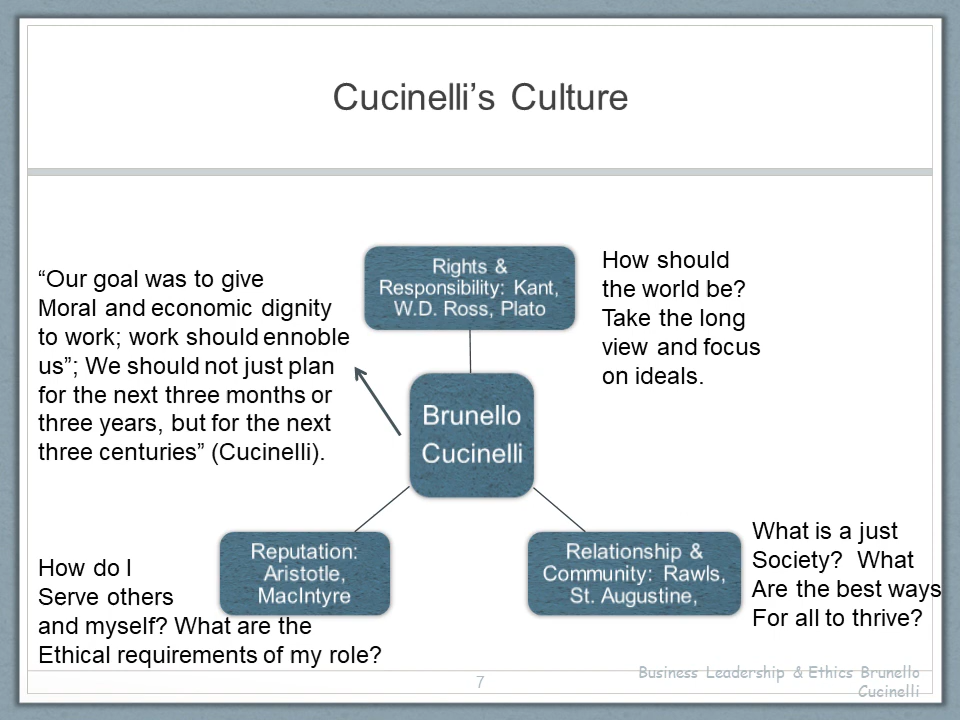 Cucinelli’s Culture
“Our goal was to give
Moral and economic dignity
to work; work should ennoble
us”; We should not just plan
for the next three months or
three years, but for the next
three centuries” (Cucinelli).
Rights &
Responsibility: Kant,
W.D. Ross, Plato
How should
the world be?
Take the long
view and focus
on ideals.
Brunello
Cucinelli
How do I
Serve others
and myself? What are the
Ethical requirements of my role?
Reputation:
Aristotle,
MacIntyre
Relationship &
Community: Rawls,
St. Augustine,
What is a just
Society?  What
Are the best ways
For all to thrive?
7
Business Leadership & Ethics Brunello
Cucinelli